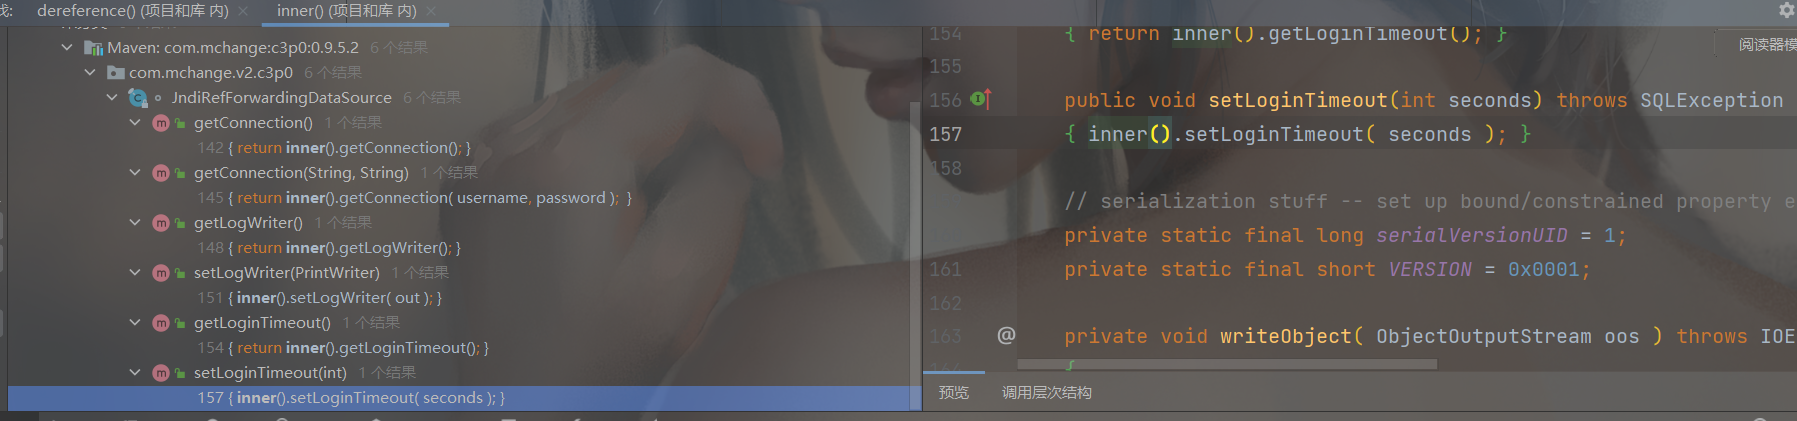 找: dereference() (项目和库 内) × inner() (项目和库 内) ×
Maven: com.mchange:c3p0:0.9.5.2 6 个结果
com.mchange.v2.c3p0 6 个结果
JndiRefForwardingDataSource 6 个结果
getConnection() 1 个结果
142 { return inner().getConnection(); }
getConnection(String, String) 1 个结果
145 { return inner().getConnection( username, password ); }
getLogWriter() 1 个结果
148 { return inner().getLogWriter(); }
setLogWriter(PrintWriter) 1 个结果
151 { inner().setLogWriter( out ); }
getLoginTimeout() 1 个结果
154 { return inner().getLoginTimeout(); }
setLoginTimeout(int) 1 个结果
157 { inner().setLoginTimeout( seconds ); }
154 { return inner().getLoginTimeout(); }
阅读器模
155
156 public void setLoginTimeout(int seconds) throws SQLException
157 { inner().setLoginTimeout( seconds ); }
158
// serialization stuff -- set up bound/constrained property e
private static final long serialVersionUID = 1;
161 private static final short VERSION = 0x0001;
162
163 @ private void writeObject( ObjectOutputStream oos ) throws IOE
{
预览 调用层次结构